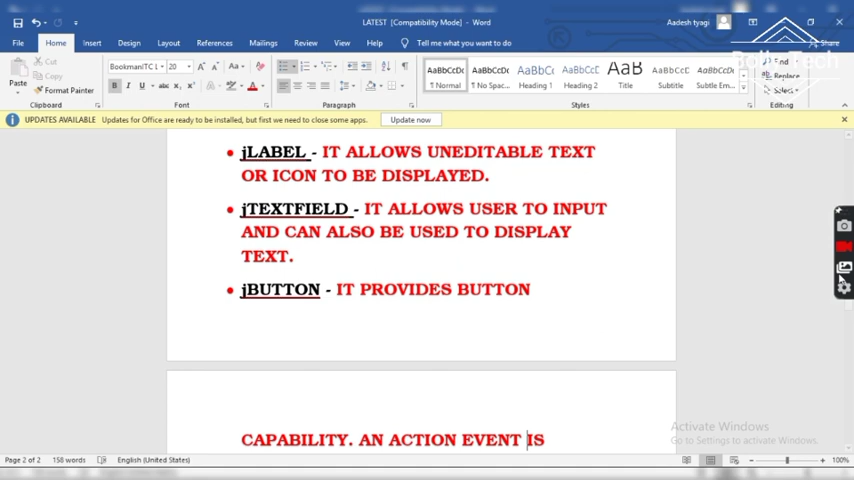 LATEST [Compatibility Mode] - Word
Aadesh tyagi
File Home Insert Design Layout References Mailings Review View Help Tell me what you want to do Share
Paste
Cut
Copy
Format Painter
Clipboard
BookmanITC L 20
Font
Paragraph
AaBbCcDc AaBbCcDc AaBbCc AaBbCcC AaB AaBbCcD AaBbCcD
¶ Normal ¶ No Spac... Heading 1 Heading 2 Title Subtitle Subtle Em...
Styles
Find
Replace
Select
Editing
Tech
UPDATES AVAILABLE Updates for Office are ready to be installed, but first we need to close some apps. Update now
• jLABEL - IT ALLOWS UNEDITABLE TEXT
OR ICON TO BE DISPLAYED.
• jTEXTFIELD - IT ALLOWS USER TO INPUT
AND CAN ALSO BE USED TO DISPLAY
TEXT.
• jBUTTON - IT PROVIDES BUTTON
CAPABILITY. AN ACTION EVENT IS
Activate Windows
Go to Settings to activate Windows.
Page 2 of 2 158 words English (United States) 100%